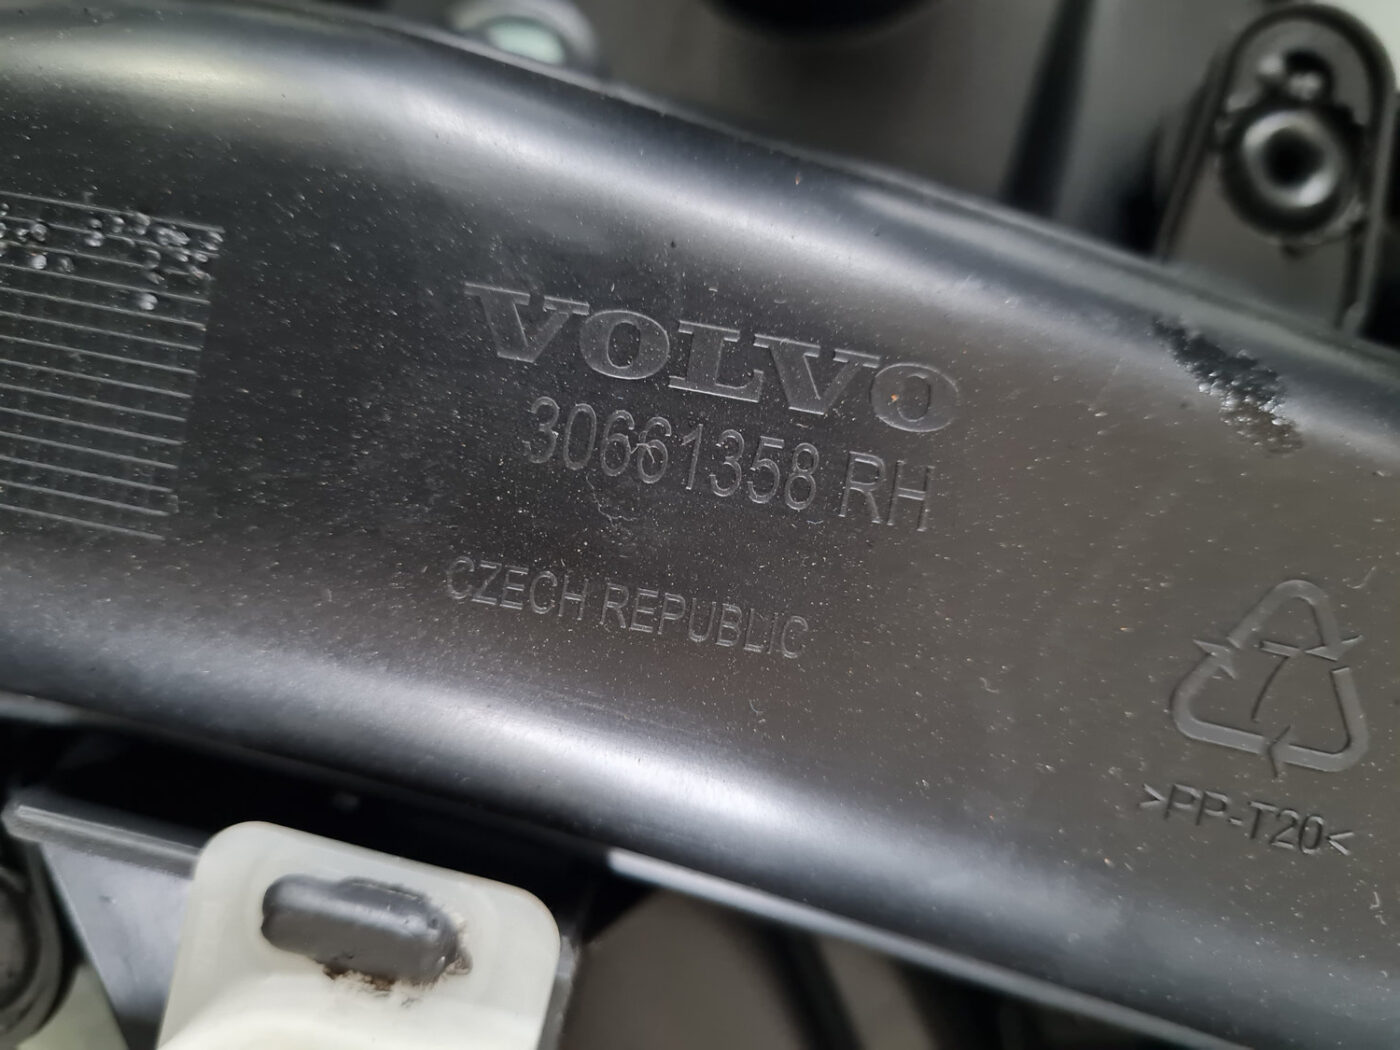 VOLVO
30661358 RH
CZECH REPUBLIC
7
>PP-T20<